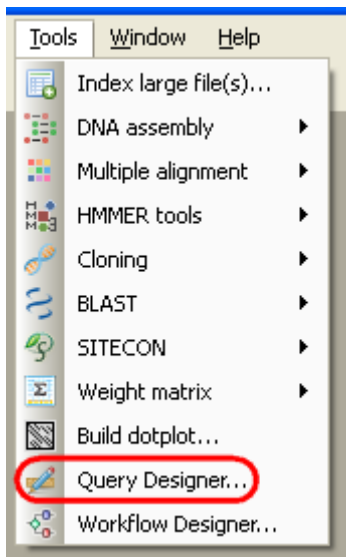 Tools Window Help
Index large file(s)...
DNA assembly
Multiple alignment
HMMER tools
Cloning
BLAST
SITECON
Weight matrix
Build dotplot...
Query Designer...
Workflow Designer...